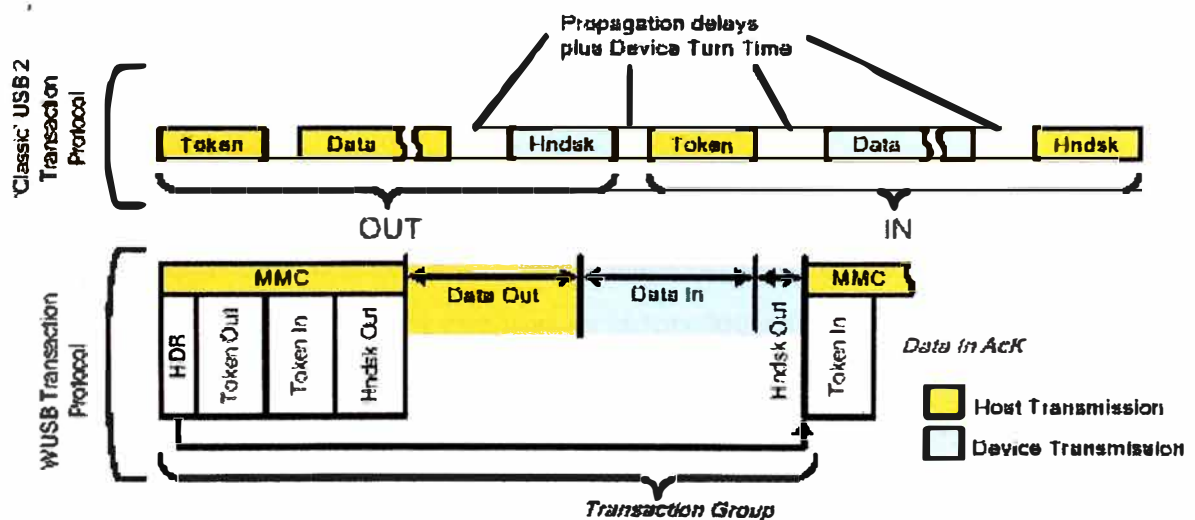 Propagation delays
plus Device Turn Time
'Classic' USB 2
Transaction
Protocol
Token
Data
Hndsk
Token
Data
Hndsk
OUT
IN
WUSB Transaction
Protocol
MMC
HDR
Token Out
Token In
Hndsk Out
Data Out
Data In
Hndsk Out
MMC
Token In
Data In AcK
Host Transmission
Device Transmission
Transaction Group